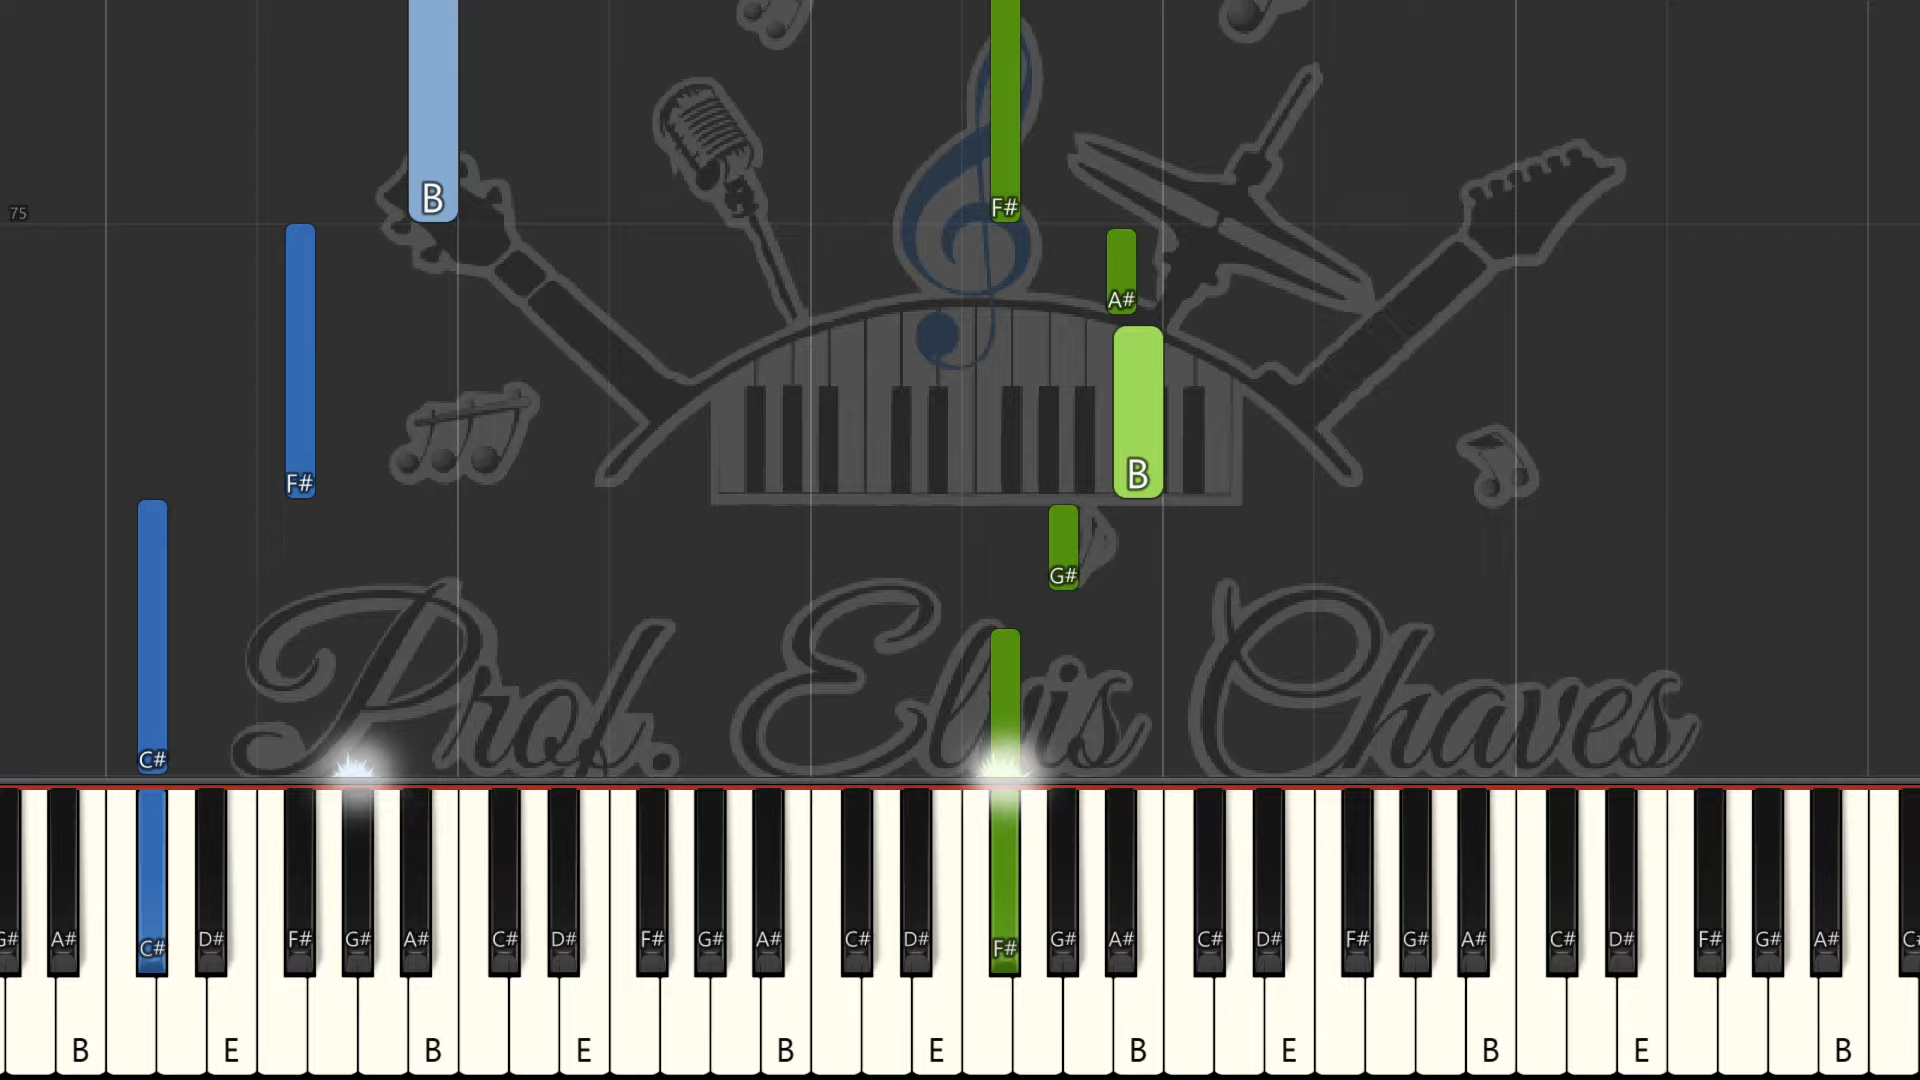 B
F#
75
A#
F#
B
G#
C#
Prof. Elvis Chaves
G# A# C# D# F# G# A# C# D# F# G# A# C# D# F# G# A# C# D# F# G# A# C# D# F# G# A# C
B E B E B E B E B E B